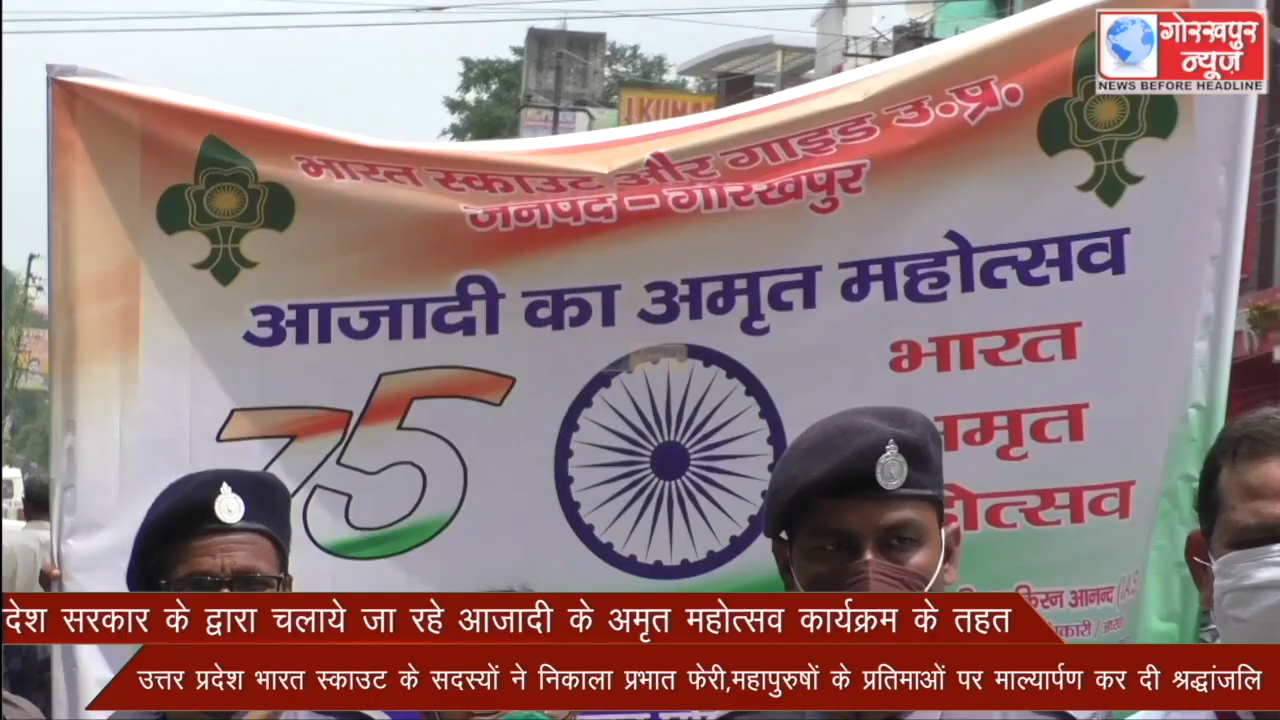 गोरखपुर
न्यूज़
NEWS BEFORE HEADLINE
भारत स्काउट और गाइड उ.प्र.
जनपद – गोरखपुर
आजादी का अमृत महोत्सव
75
भारत
अमृत
होत्सव
आनन्द
देश सरकार के द्वारा चलाये जा रहे आजादी के अमृत महोत्सव कार्यक्रम के तहत
उत्तर प्रदेश भारत स्काउट के सदस्यों ने निकाला प्रभात फेरी,महापुरुषों के प्रतिमाओं पर माल्यार्पण कर दी श्रद्धांजलि